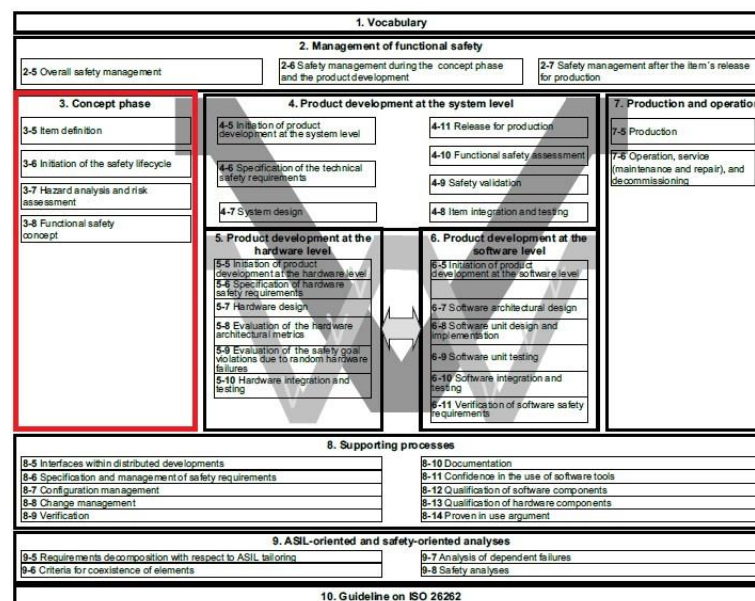 1. Vocabulary
2. Management of functional safety
2-5 Overall safety management
2-6 Safety management during the concept phase
and the product development
2-7 Safety management after the item´s release
for production
3. Concept phase
3-5 Item definition
3-6 Initiation of the safety lifecycle
3-7 Hazard analysis and risk
assessment
3-8 Functional safety
concept
4. Product development at the system level
4-5 Initiation of product
development at the system level
4-6 Specification of the technical
safety requirements
4-7 System design
4-11 Release for production
4-10 Functional safety assessment
4-9 Safety validation
4-8 Item integration and testing
7. Production and operation
7-5 Production
7-6 Operation, service
(maintenance and repair), and
decommissioning
5. Product development at the
hardware level
5-5 Initiation of product
development at the hardware level
5-6 Specification of hardware
safety requirements
5-7 Hardware design
5-8 Evaluation of the hardware
architectural metrics
5-9 Evaluation of the safety goal
violations due to random hardware
failures
5-10 Hardware integration and
testing
6. Product development at the
software level
6-5 Initiation of product
development at the software level
6-7 Software architectural design
6-8 Software unit design and
implementation
6-9 Software unit testing
6-10 Software integration and
testing
6-11 Verification of software safety
requirements
8. Supporting processes
8-5 Interfaces within distributed developments
8-6 Specification and management of safety requirements
8-7 Configuration management
8-8 Change management
8-9 Verification
8-10 Documentation
8-11 Confidence in the use of software tools
8-12 Qualification of software components
8-13 Qualification of hardware components
8-14 Proven in use argument
9. ASIL-oriented and safety-oriented analyses
9-5 Requirements decomposition with respect to ASIL tailoring
9-6 Criteria for coexistence of elements
9-7 Analysis of dependent failures
9-8 Safety analyses
10. Guideline on ISO 26262